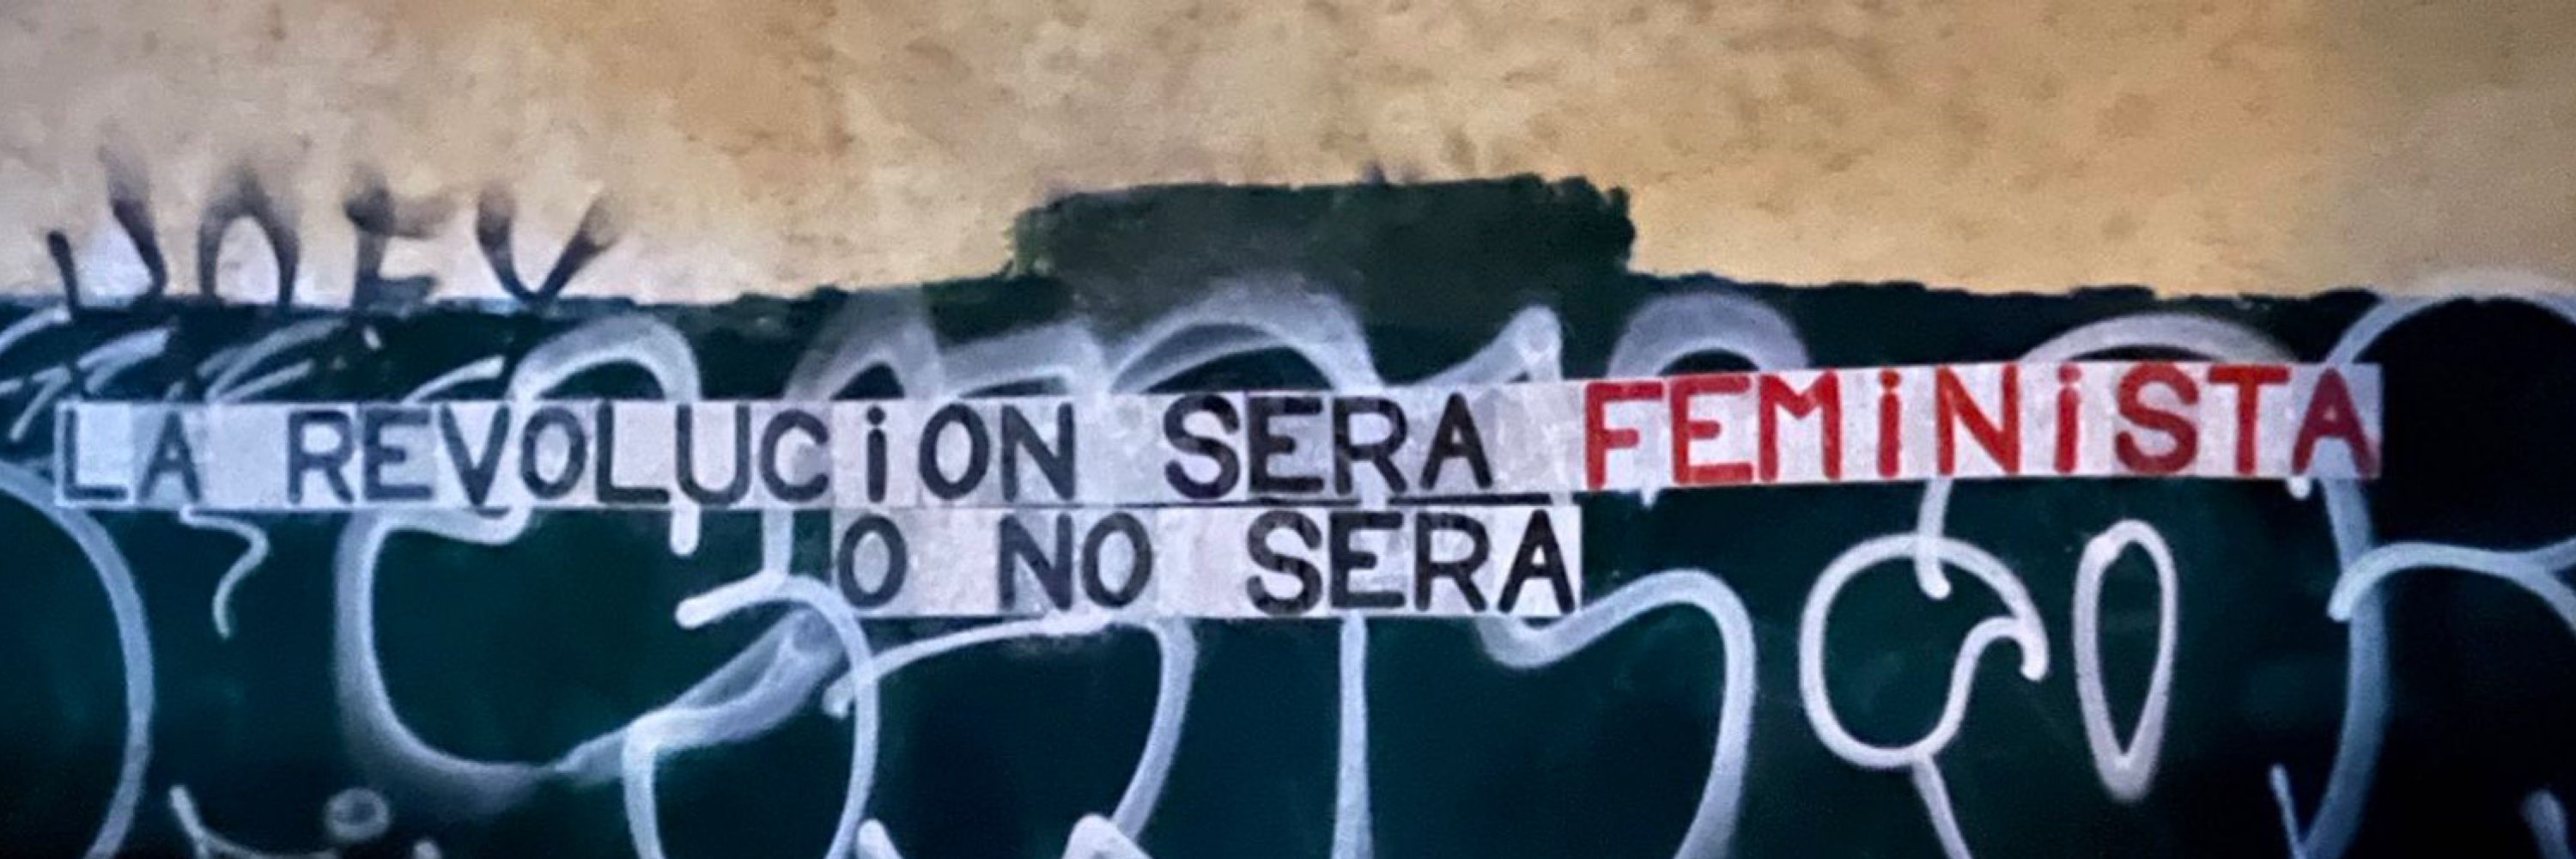 LA REVOLUCiON SERA FEMiNiSTA
O NO SERA